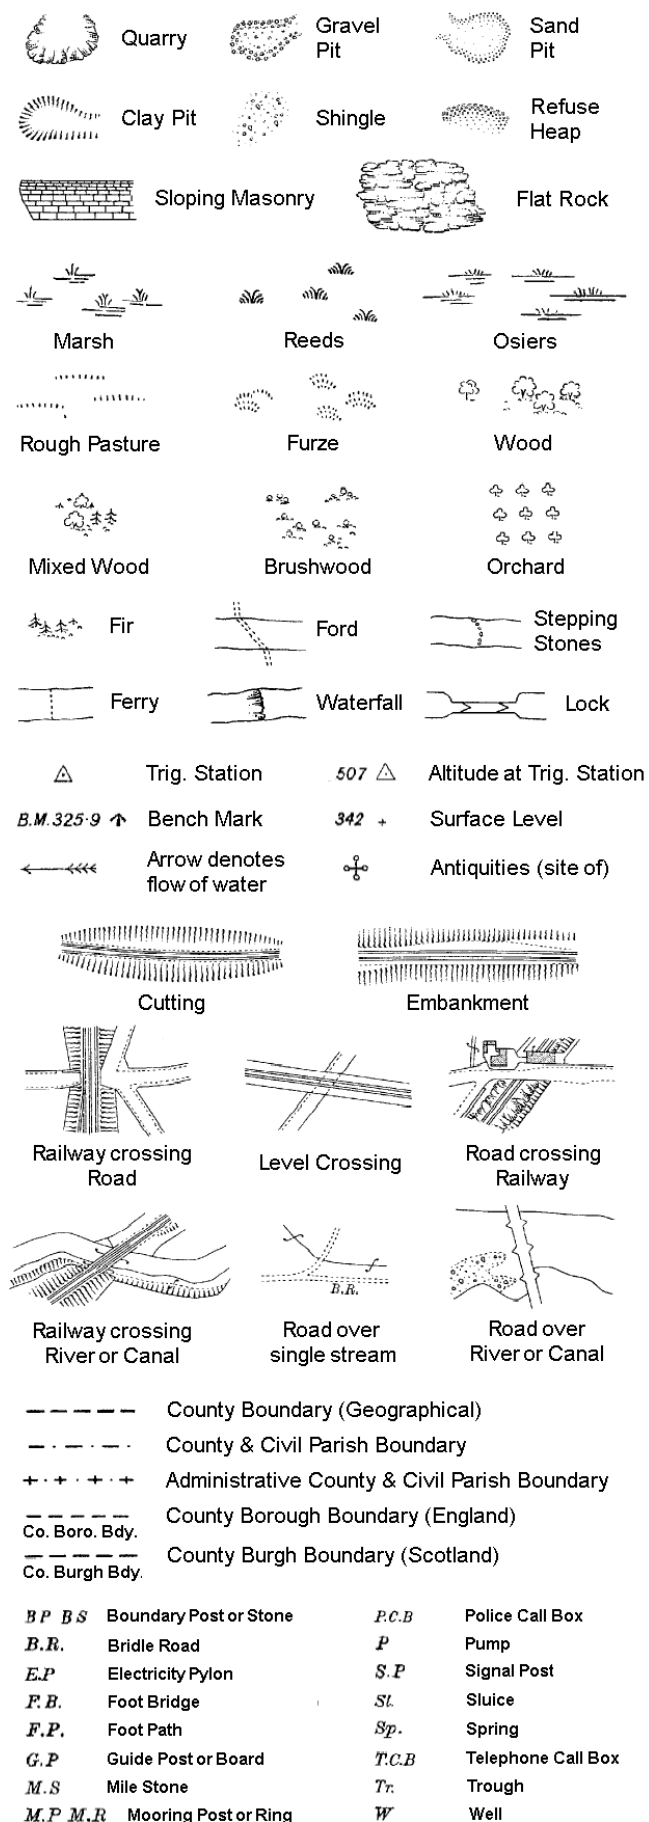 Quarry
Gravel
Pit
Sand
Pit
Clay Pit
Shingle
Refuse
Heap
Sloping Masonry
Flat Rock
Marsh
Reeds
Osiers
Rough Pasture
Furze
Wood
Mixed Wood
Brushwood
Orchard
Fir
Ford
Stepping
Stones
Ferry
Waterfall
Lock
Trig. Station
507
Altitude at Trig. Station
B.M.325·9
Bench Mark
342 +
Surface Level
Arrow denotes
flow of water
Antiquities (site of)
Cutting
Embankment
Railway crossing
Road
Level Crossing
Road crossing
Railway
B.R.
Railway crossing
River or Canal
Road over
single stream
Road over
River or Canal
County Boundary (Geographical)
County & Civil Parish Boundary
Administrative County & Civil Parish Boundary
County Borough Boundary (England)
Co. Boro. Bdy.
County Burgh Boundary (Scotland)
Co. Burgh Bdy.
B P B S Boundary Post or Stone
B.R. Bridle Road
E.P Electricity Pylon
F.B. Foot Bridge
F.P. Foot Path
G.P Guide Post or Board
M.S Mile Stone
M.P M.R Mooring Post or Ring
P.C.B Police Call Box
P Pump
S.P Signal Post
Sl. Sluice
Sp. Spring
T.C.B Telephone Call Box
Tr. Trough
W Well